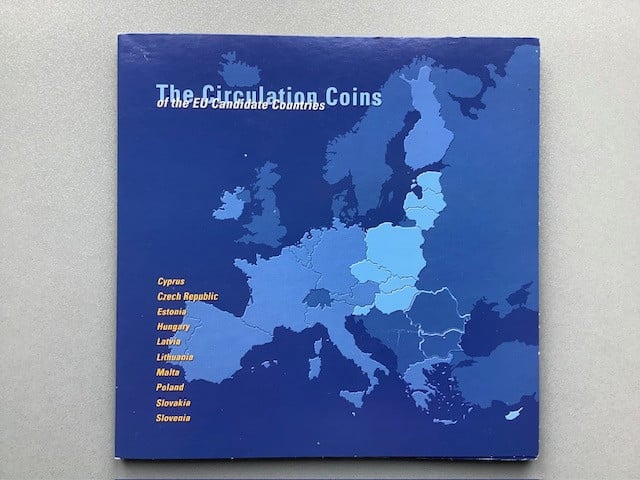 The Circulation Coins
of the EU Candidate Countries
Cyprus
Czech Republic
Estonia
Hungary
Latvia
Lithuania
Malta
Poland
Slovakia
Slovenia